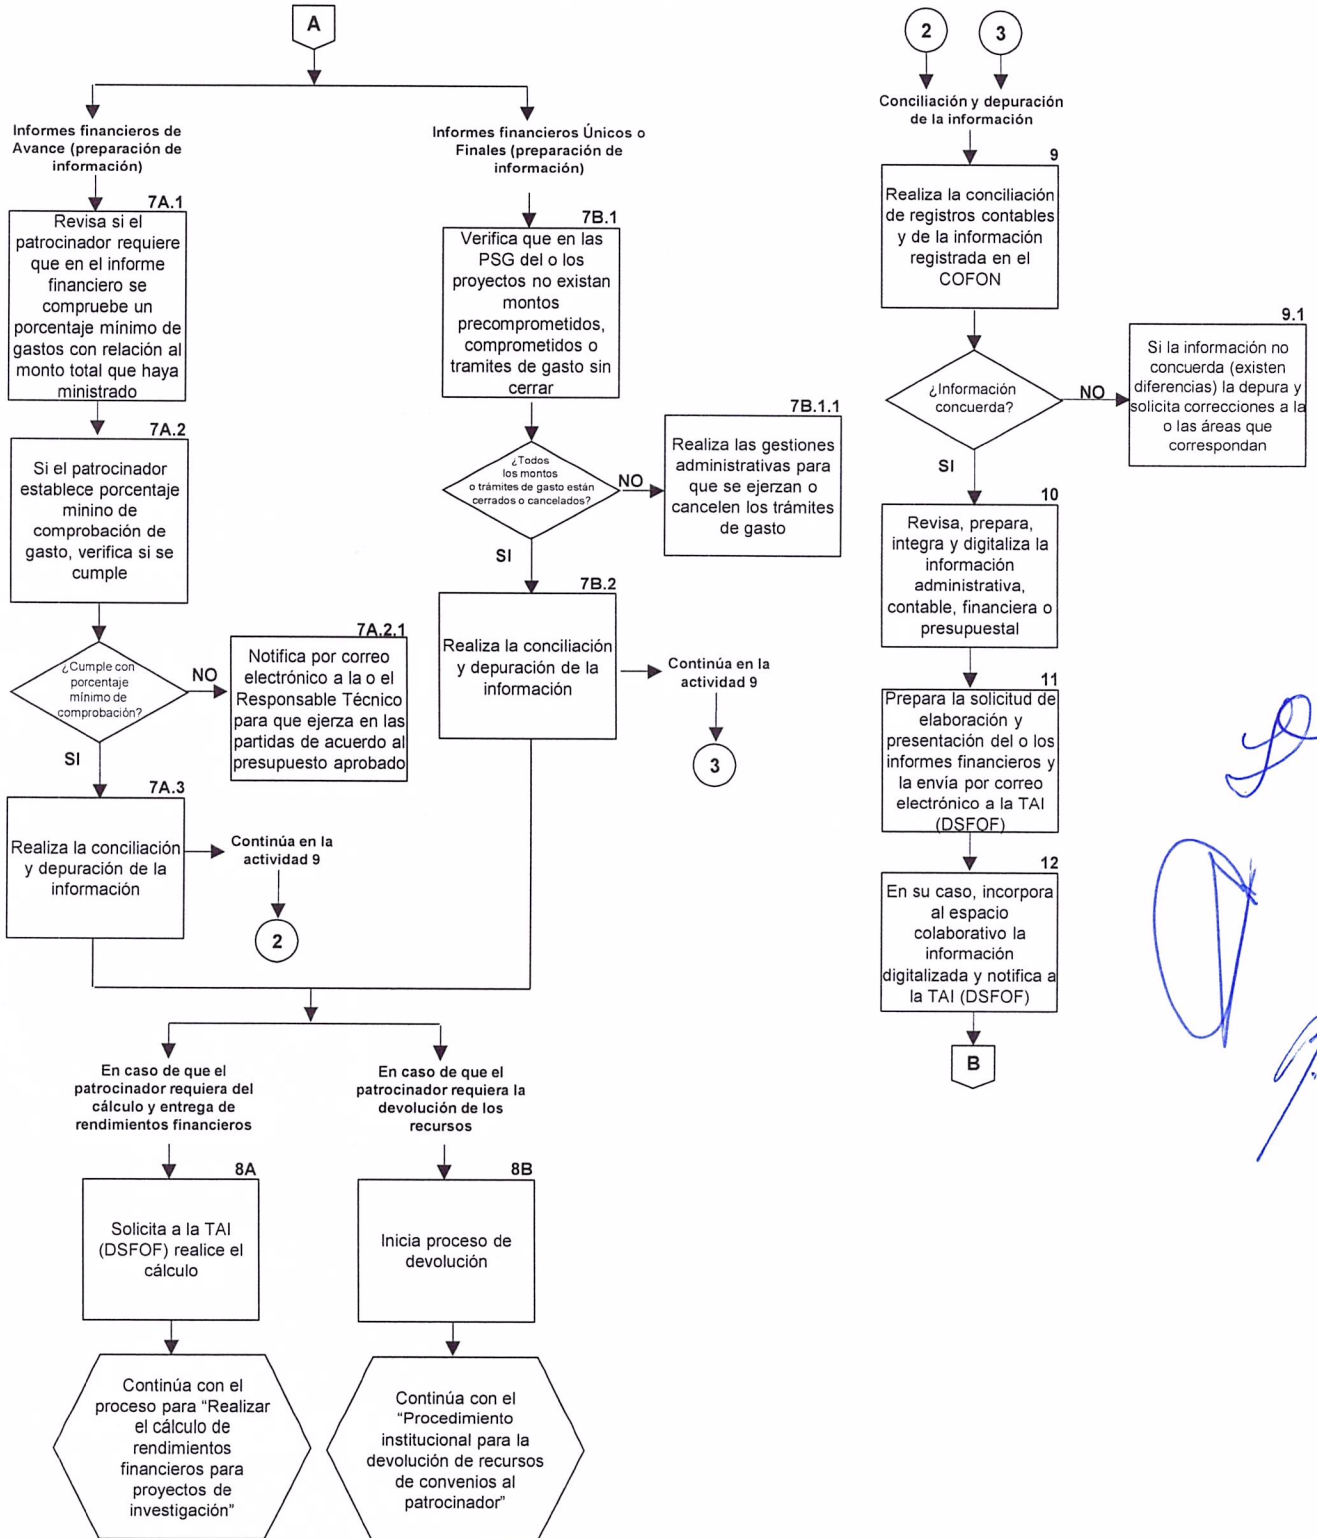 A
Informes financieros de
Avance (preparación de
información)
7A.1
Revisa si el
patrocinador requiere
que en el informe
financiero se
compruebe un
porcentaje mínimo de
gastos con relación al
monto total que haya
ministrado
7A.2
Si el patrocinador
establece porcentaje
minino de
comprobación de
gasto, verifica si se
cumple
¿Cumple con
porcentaje
mínimo de
comprobación?
NO
7A.2.1
Notifica por correo
electrónico a la o el
Responsable Técnico
para que ejerza en las
partidas de acuerdo al
presupuesto aprobado
SI
7A.3
Realiza la conciliación
y depuración de la
información
Continúa en la
actividad 9
2
Informes financieros Únicos o
Finales (preparación de
información)
7B.1
Verifica que en las
PSG del o los
proyectos no existan
montos
precomprometidos,
comprometidos o
tramites de gasto sin
cerrar
¿Todos
los montos
o trámites de gasto están
cerrados o cancelados?
NO
7B.1.1
Realiza las gestiones
administrativas para
que se ejerzan o
cancelen los trámites
de gasto
SI
7B.2
Realiza la conciliación
y depuración de la
información
Continúa en la
actividad 9
3
En caso de que el
patrocinador requiera del
cálculo y entrega de
rendimientos financieros
8A
Solicita a la TAI
(DSFOF) realice el
cálculo
Continúa con el
proceso para “Realizar
el cálculo de
rendimientos
financieros para
proyectos de
investigación”
En caso de que el
patrocinador requiera la
devolución de los
recursos
8B
Inicia proceso de
devolución
Continúa con el
“Procedimiento
institucional para la
devolución de recursos
de convenios al
patrocinador”
2
3
Conciliación y depuración
de la información
9
Realiza la conciliación
de registros contables
y de la información
registrada en el
COFON
¿Información
concuerda?
NO
9.1
Si la información no
concuerda (existen
diferencias) la depura y
solicita correcciones a la
o las áreas que
correspondan
SI
10
Revisa, prepara,
integra y digitaliza la
información
administrativa,
contable, financiera o
presupuestal
11
Prepara la solicitud de
elaboración y
presentación del o los
informes financieros y
la envía por correo
electrónico a la TAI
(DSFOF)
12
En su caso, incorpora
al espacio
colaborativo la
información
digitalizada y notifica a
la TAI (DSFOF)
B